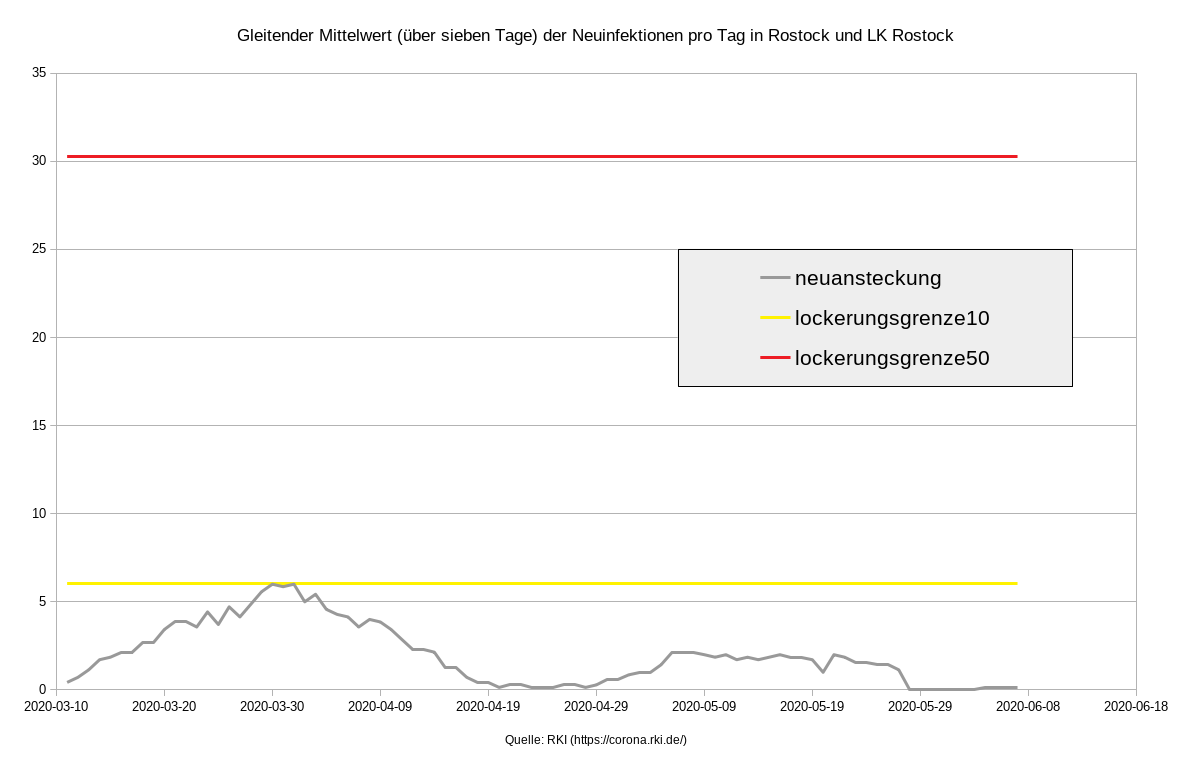 Gleitender Mittelwert (über sieben Tage) der Neuinfektionen pro Tag in Rostock und LK Rostock
35
30
25
20
15
10
5
0
neuansteckung
lockerungsgrenze10
lockerungsgrenze50
2020-03-10 2020-03-20 2020-03-30 2020-04-09 2020-04-19 2020-04-29 2020-05-09 2020-05-19 2020-05-29 2020-06-08 2020-06-18
Quelle: RKI (https://corona.rki.de/)